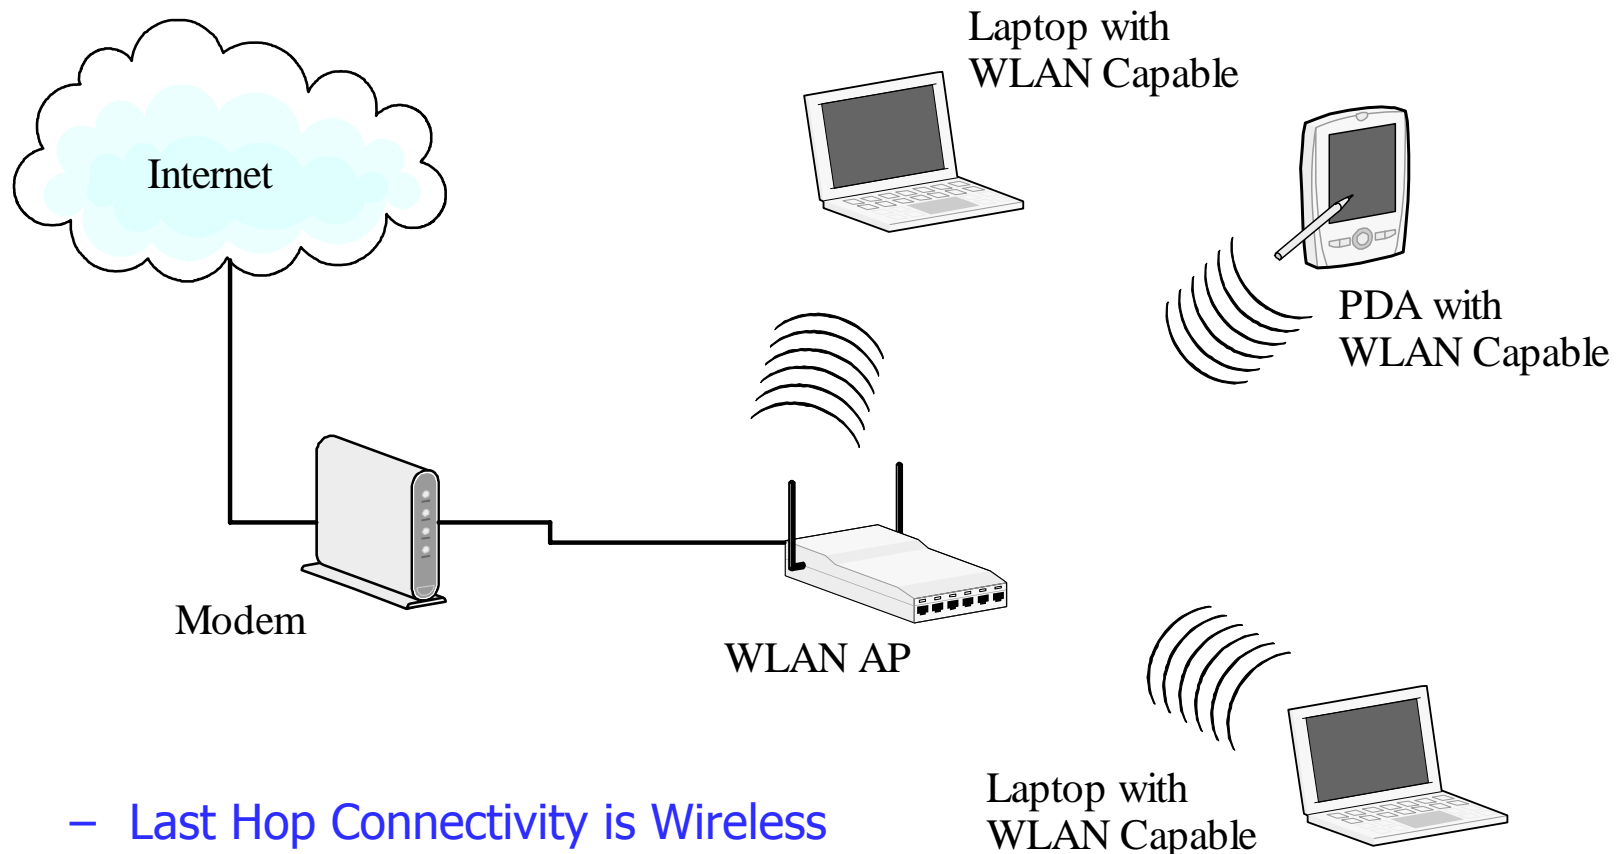 Laptop with
WLAN Capable
Internet
PDA with
WLAN Capable
Modem
WLAN AP
Laptop with
WLAN Capable
– Last Hop Connectivity is Wireless